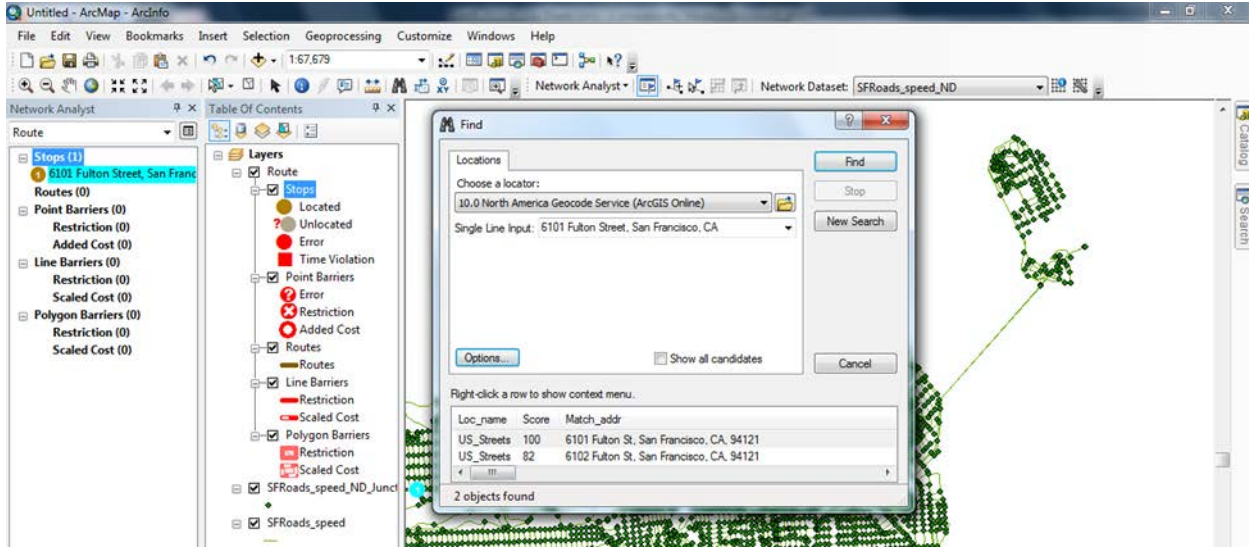 Untitled - ArcMap - ArcInfo
File Edit View Bookmarks Insert Selection Geoprocessing Customize Windows Help
1:67,679
Network Analyst Network Dataset: SFRoads_speed_ND
Network Analyst
Route
Stops (1)
1 6101 Fulton Street, San Franc
Routes (0)
Point Barriers (0)
Restriction (0)
Added Cost (0)
Line Barriers (0)
Restriction (0)
Scaled Cost (0)
Polygon Barriers (0)
Restriction (0)
Scaled Cost (0)
Table Of Contents
Layers
Route
Stops
Located
? Unlocated
Error
Time Violation
Point Barriers
? Error
Restriction
Added Cost
Routes
Routes
Line Barriers
Restriction
Scaled Cost
Polygon Barriers
Restriction
Scaled Cost
SFRoads_speed_ND_Junct
SFRoads_speed
Find
Locations
Choose a locator:
10.0 North America Geocode Service (ArcGIS Online)
Single Line Input: 6101 Fulton Street, San Francisco, CA
Options...
Show all candidates
Find
Stop
New Search
Cancel
Right-click a row to show context menu.
Loc_name Score Match_addr
US_Streets 100 6101 Fulton St, San Francisco, CA, 94121
US_Streets 82 6102 Fulton St, San Francisco, CA, 94121
2 objects found
1
Catalog
Search